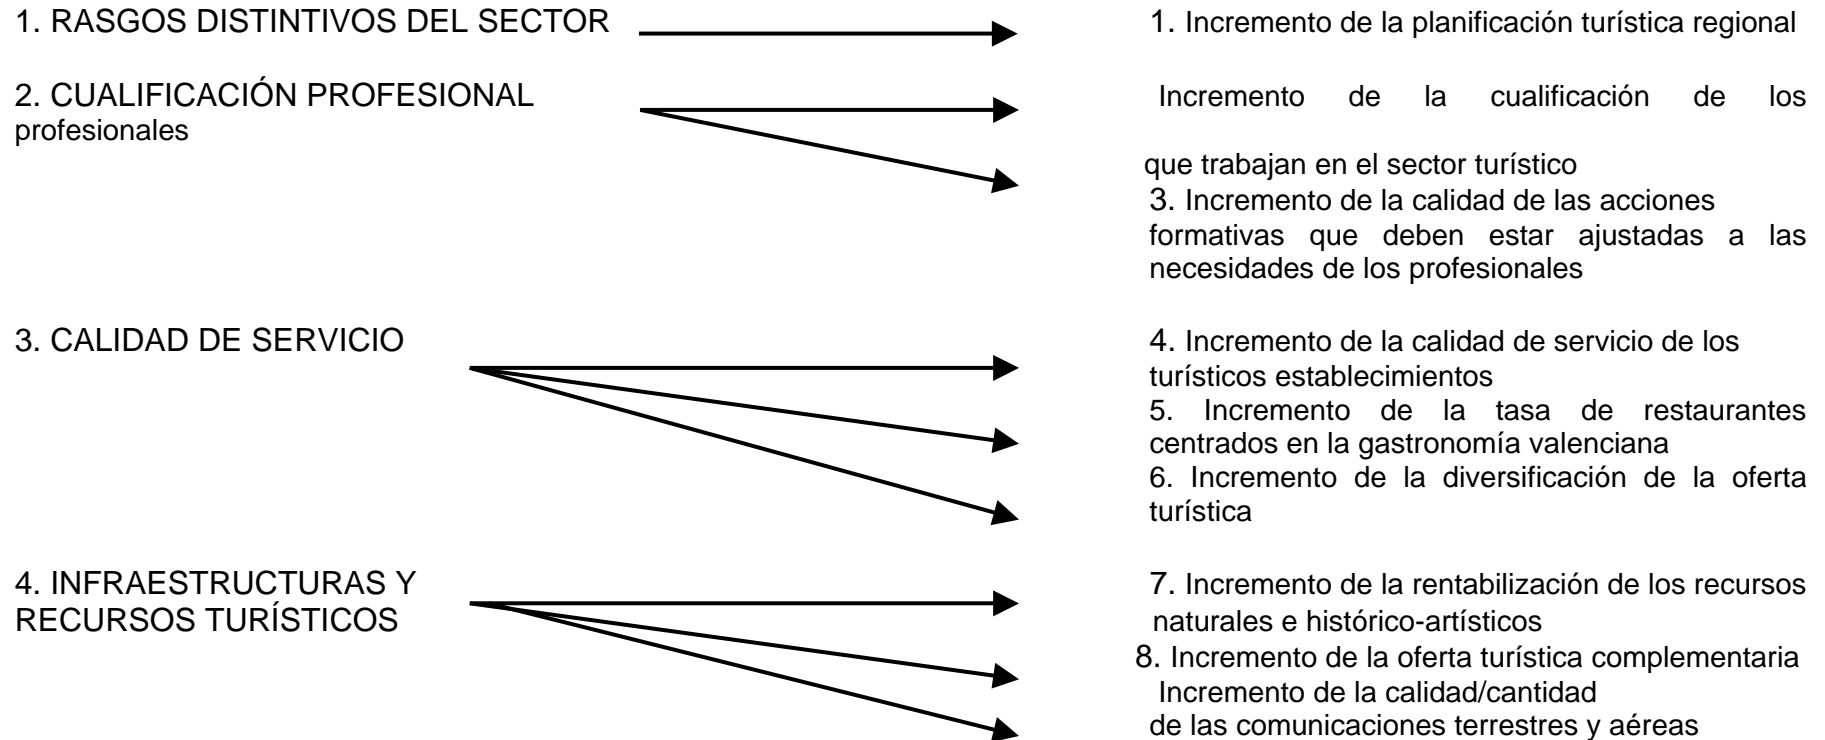 1. RASGOS DISTINTIVOS DEL SECTOR 1. Incremento de la planificación turística regional
2. CUALIFICACIÓN PROFESIONAL Incremento de la cualificación de los
profesionales
que trabajan en el sector turístico
3. Incremento de la calidad de las acciones
formativas que deben estar ajustadas a las
necesidades de los profesionales
3. CALIDAD DE SERVICIO 4. Incremento de la calidad de servicio de los
turísticos establecimientos
5. Incremento de la tasa de restaurantes
centrados en la gastronomía valenciana
6. Incremento de la diversificación de la oferta
turística
4. INFRAESTRUCTURAS Y 7. Incremento de la rentabilización de los recursos
RECURSOS TURÍSTICOS naturales e histórico-artísticos
8. Incremento de la oferta turística complementaria
Incremento de la calidad/cantidad
de las comunicaciones terrestres y aéreas